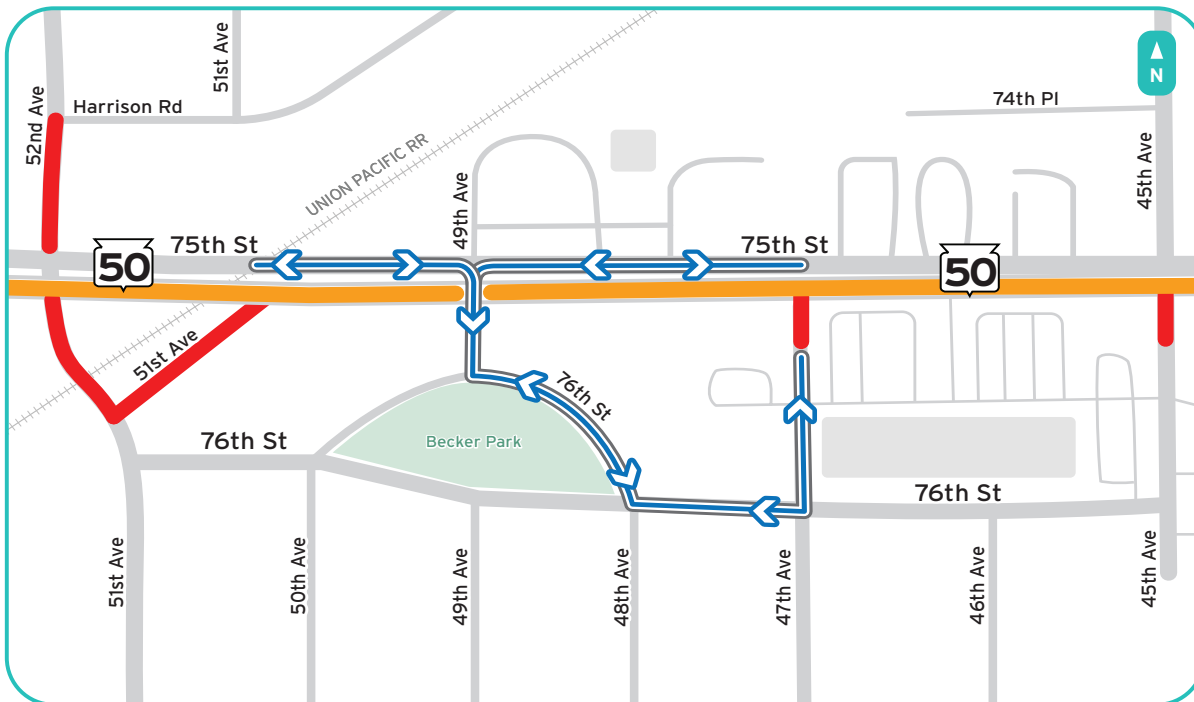 51st Ave
N
52nd Ave
Harrison Rd
74th Pl
UNION PACIFIC RR
49th Ave
45th Ave
75th St
75th St
50
50
51st Ave
76th St
76th St
Becker Park
76th St
51st Ave
50th Ave
49th Ave
48th Ave
47th Ave
46th Ave
45th Ave